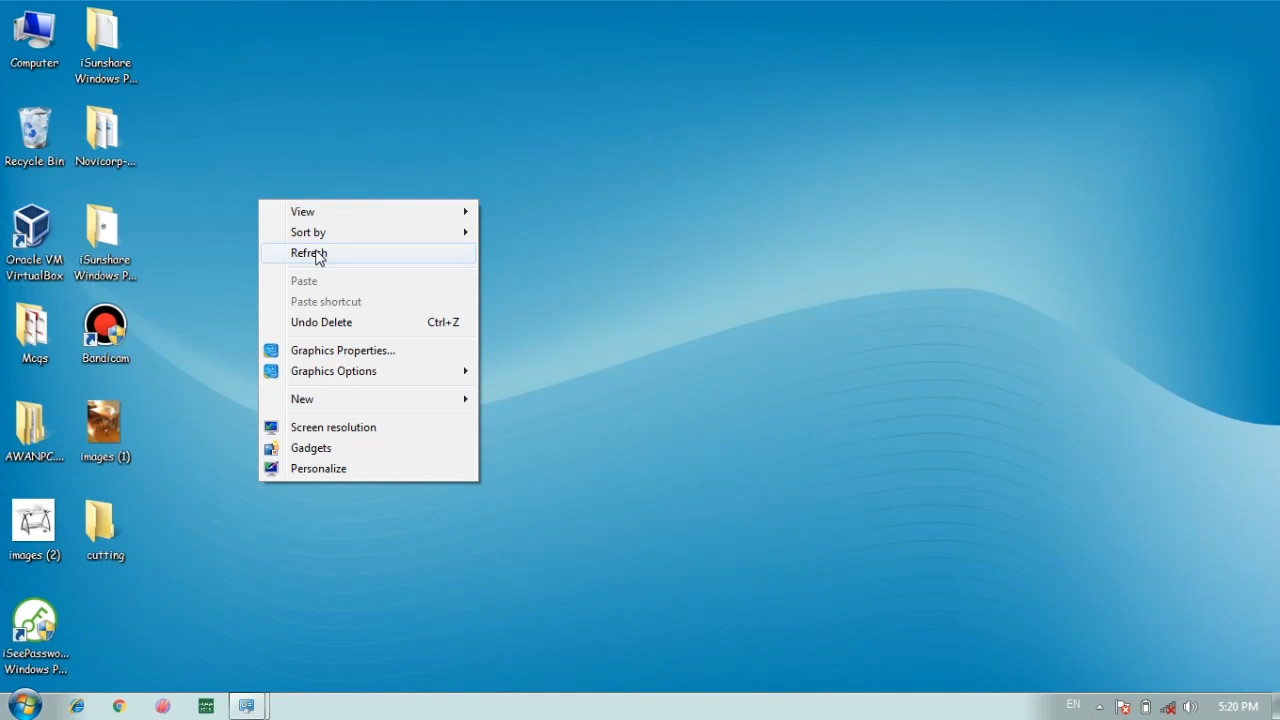 Computer
iSunshare
Windows P...
Recycle Bin
Novicorp-...
Oracle VM
VirtualBox
iSunshare
Windows P...
Mcqs
Bandicam
AWANPC....
images (1)
images (2)
cutting
iSeePasswo...
Windows P...
View
Sort by
Refresh
Paste
Paste shortcut
Undo Delete Ctrl+Z
Graphics Properties...
Graphics Options
New
Screen resolution
Gadgets
Personalize
EN
5:20 PM